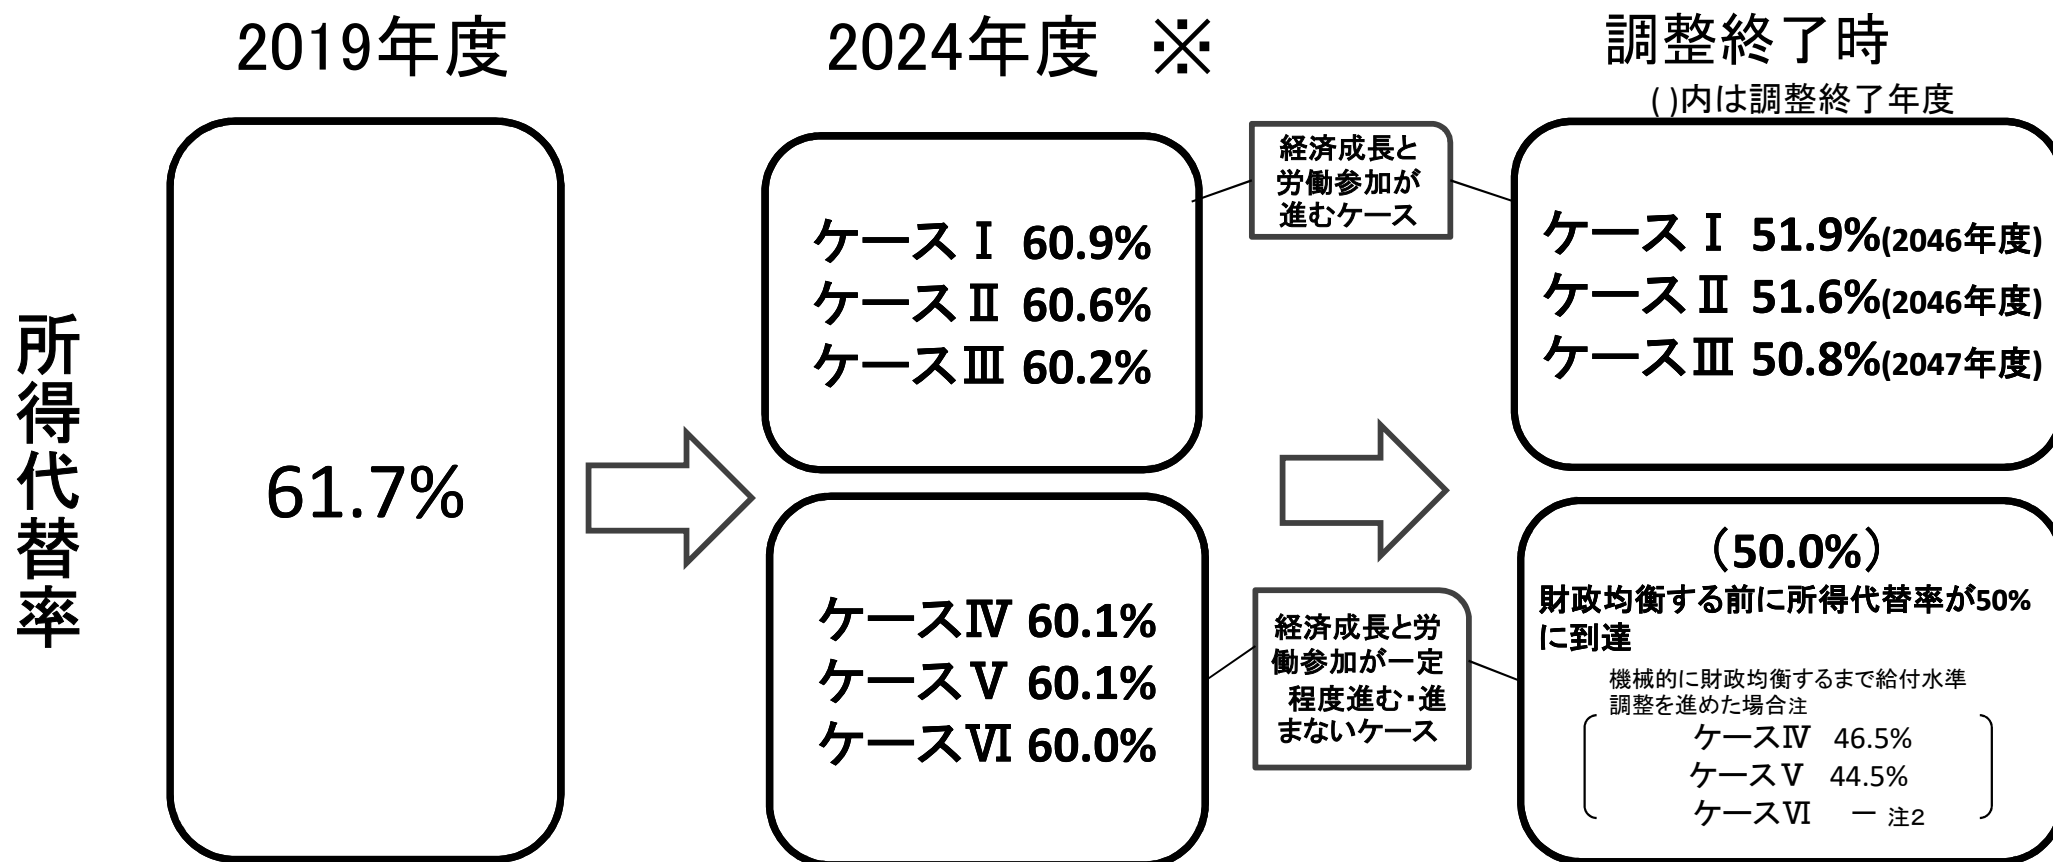 2019年度
2024年度 ※
調整終了時
( )内は調整終了年度
所得代替率
61.7%
ケースⅠ 60.9%
ケースⅡ 60.6%
ケースⅢ 60.2%
経済成長と
労働参加が
進むケース
ケースⅠ 51.9%(2046年度)
ケースⅡ 51.6%(2046年度)
ケースⅢ 50.8%(2047年度)
ケースⅣ 60.1%
ケースⅤ 60.1%
ケースⅥ 60.0%
経済成長と労
働参加が一定
程度進む・進
まないケース
（50.0%）
財政均衡する前に所得代替率が50%
に到達
機械的に財政均衡するまで給付水準
調整を進めた場合注
ケースⅣ 46.5%
ケースⅤ 44.5%
ケースⅥ ー 注2